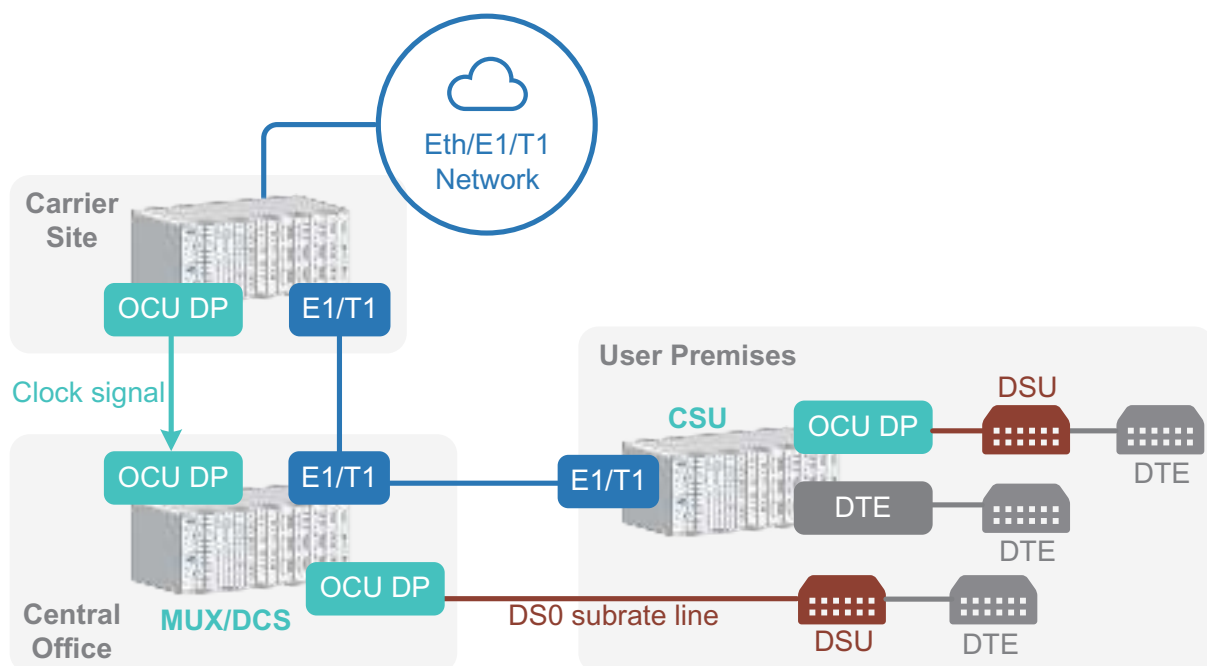 Eth/E1/T1
Network
Carrier
Site
OCU DP
E1/T1
Clock signal
User Premises
DSU
CSU
OCU DP
DTE
OCU DP
E1/T1
E1/T1
DTE
DTE
OCU DP
DS0 subrate line
MUX/DCS
Central
Office
DSU
DTE